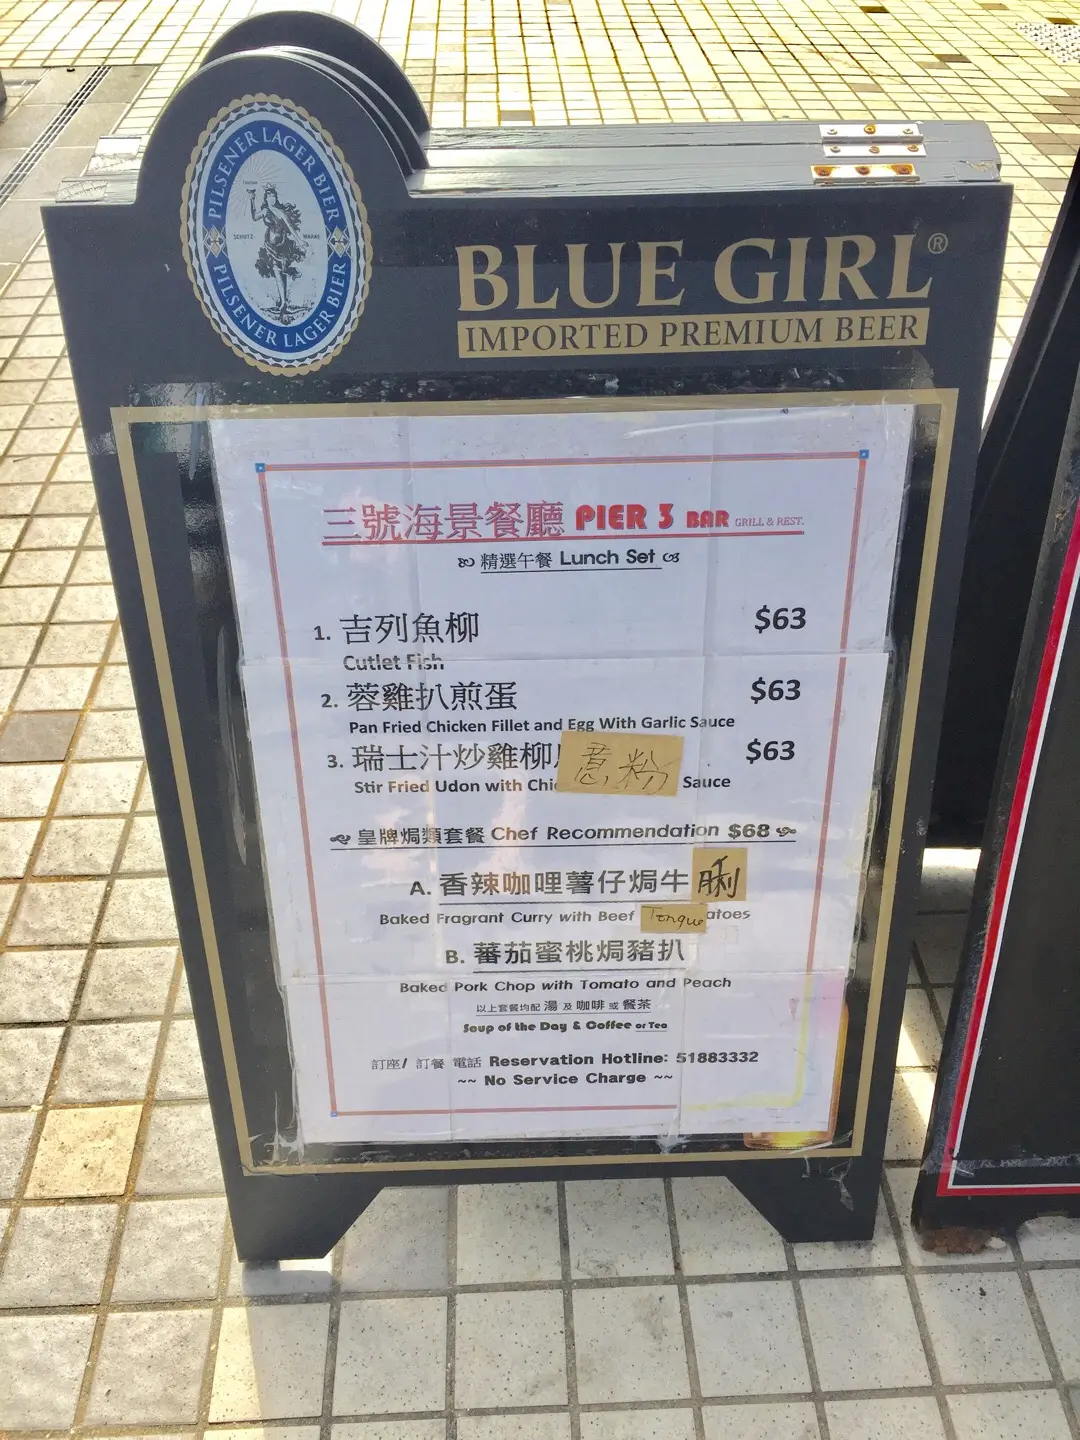 PILSENER LAGER BIER
SCHUTZ MARKE
PILSENER LAGER BIER
BLUE GIRL®
IMPORTED PREMIUM BEER
三號海景餐廳 PIER 3 BAR GRILL & REST.
精選午餐 Lunch Set
1. 吉列魚柳 $63
Cutlet Fish
2. 蓉雞扒煎蛋 $63
Pan Fried Chicken Fillet and Egg With Garlic Sauce
3. 瑞士汁炒雞柳 意粉 $63
Stir Fried Udon with Chi Sauce
皇牌焗類套餐 Chef Recommendation $68
A. 香辣咖哩薯仔焗牛脷
Baked Fragrant Curry with Beef Tongue atoes
B. 蕃茄蜜桃焗豬扒
Baked Pork Chop with Tomato and Peach
以上套餐均配 湯 及 咖啡 或 餐茶
Soup of the Day & Coffee or Tea
訂座/ 訂餐 電話 Reservation Hotline: 51883332
~~ No Service Charge ~~